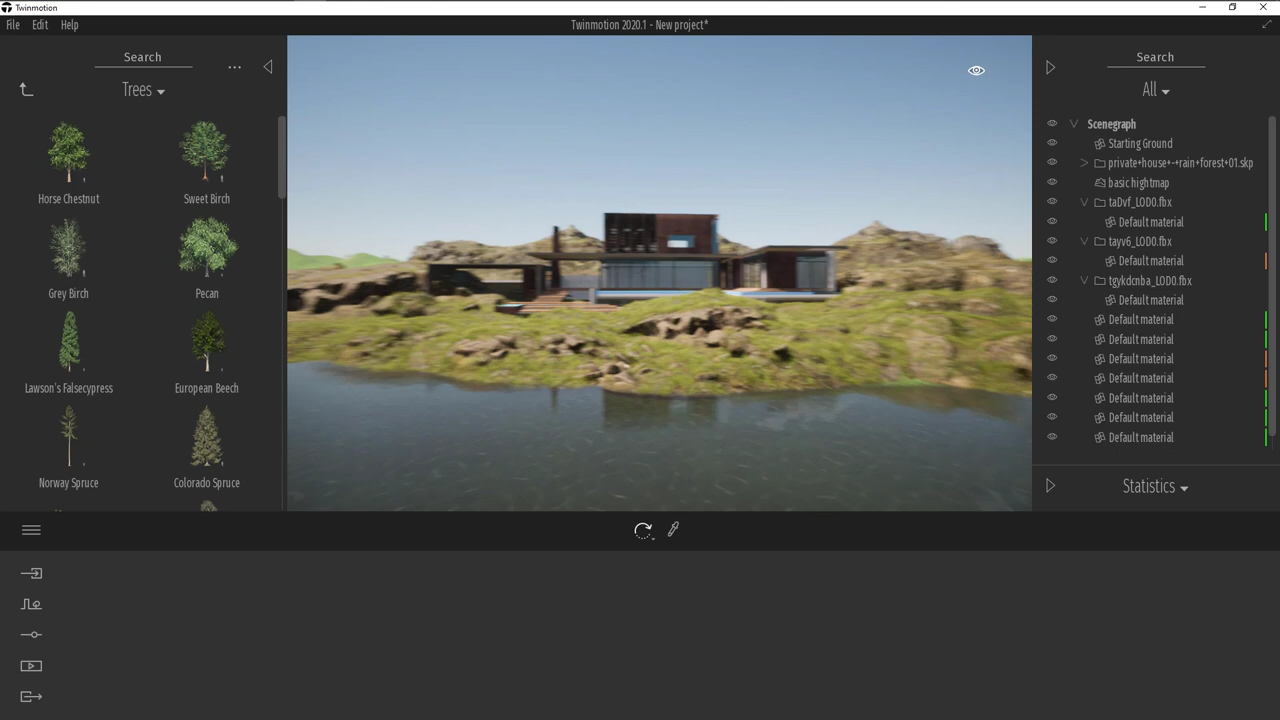 Twinmotion
File Edit Help
Twinmotion 2020.1 - New project*
Search
Trees
Horse Chestnut
Sweet Birch
Grey Birch
Pecan
Lawson's Falsecypress
European Beech
Norway Spruce
Colorado Spruce
Search
All
Scenegraph
Starting Ground
private+house+-+rain+forest+01.skp
basic hightmap
taDvf_LOD0.fbx
Default material
tayv6_LOD0.fbx
Default material
tgykdcnba_LOD0.fbx
Default material
Default material
Default material
Default material
Default material
Default material
Default material
Default material
Statistics